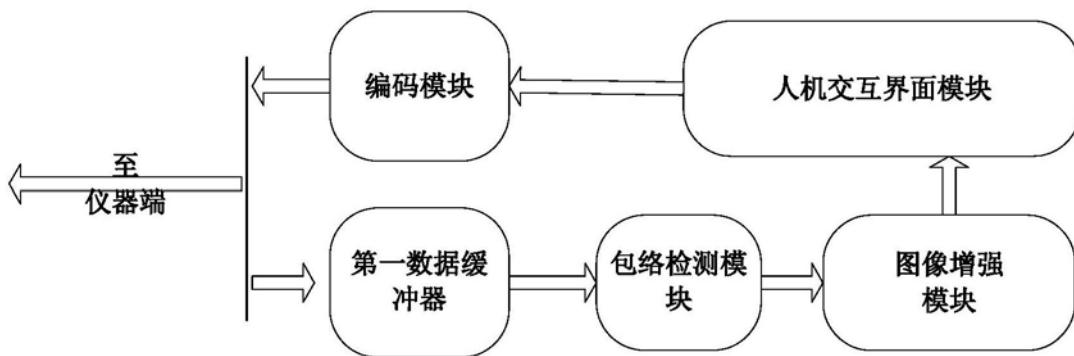 编码模块
人机交互界面模块
至
仪器端
第一数据缓
冲器
包络检测模
块
图像增强
模块